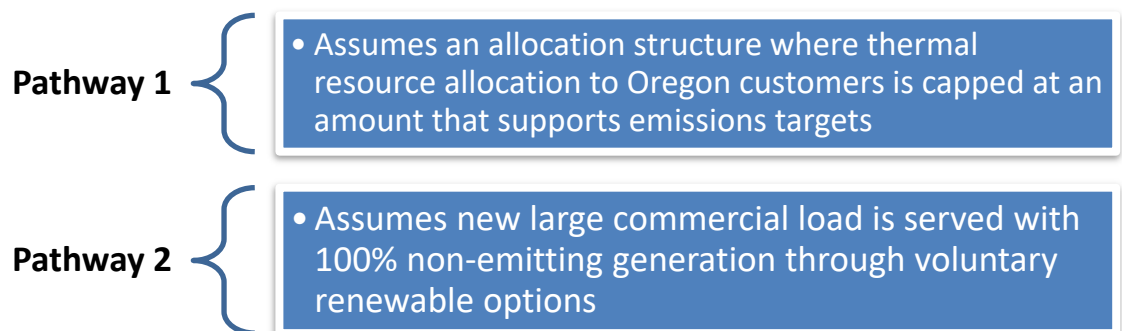 Pathway 1
• Assumes an allocation structure where thermal
resource allocation to Oregon customers is capped at an
amount that supports emissions targets
Pathway 2
• Assumes new large commercial load is served with
100% non-emitting generation through voluntary
renewable options